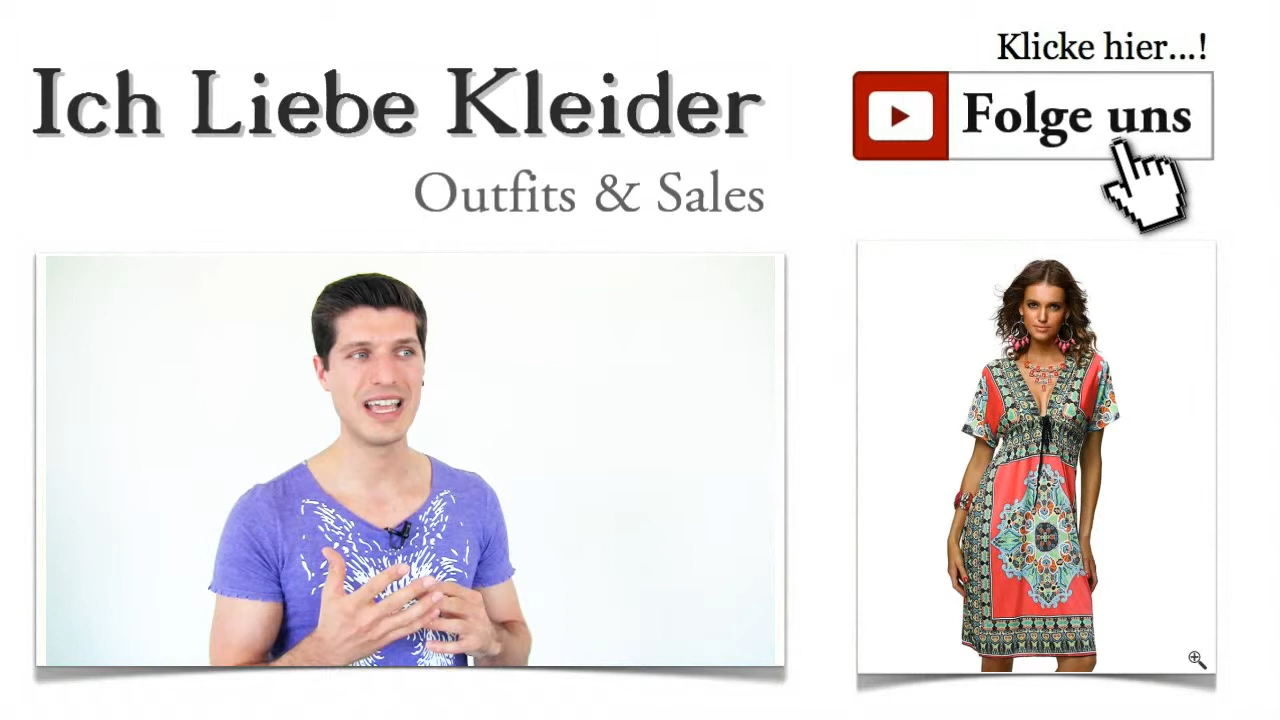 Ich Liebe Kleider
Outfits & Sales
Klicke hier...!
Folge uns